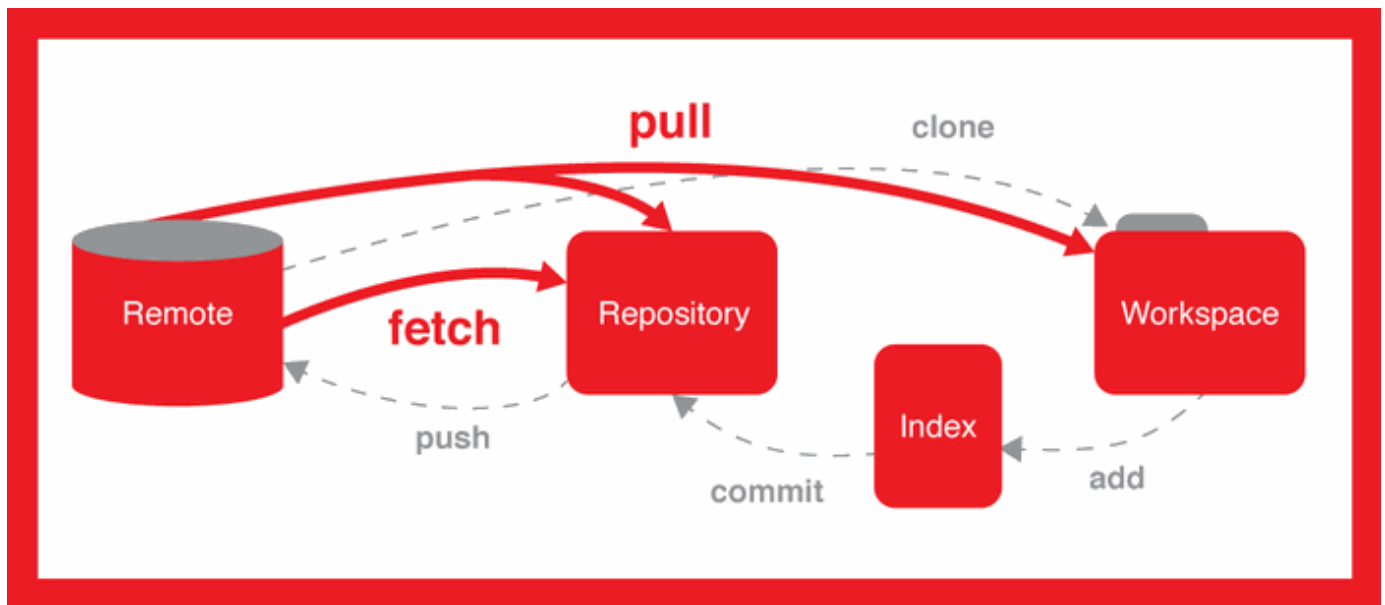 pull
clone
Remote
fetch
Repository
Workspace
push
Index
commit
add